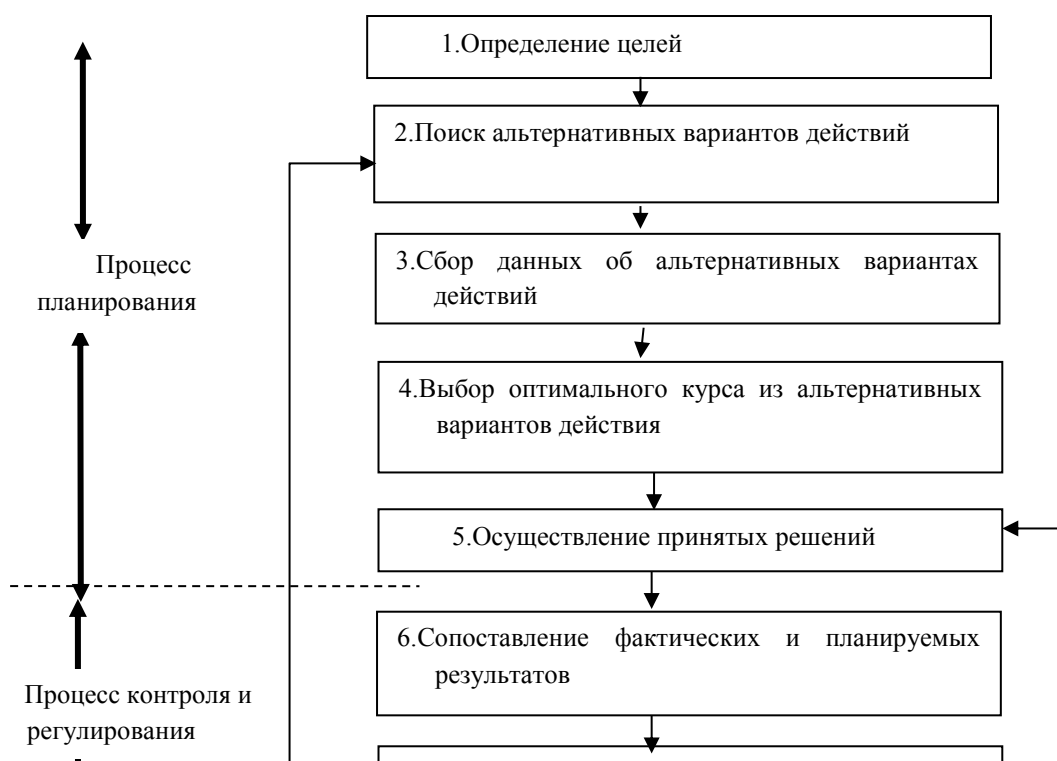 1.Определение целей
2.Поиск альтернативных вариантов действий
3.Сбор данных об альтернативных вариантах
действий
Процесс
планирования
4.Выбор оптимального курса из альтернативных
вариантов действия
5.Осуществление принятых решений
6.Сопоставление фактических и планируемых
результатов
Процесс контроля и
регулирования